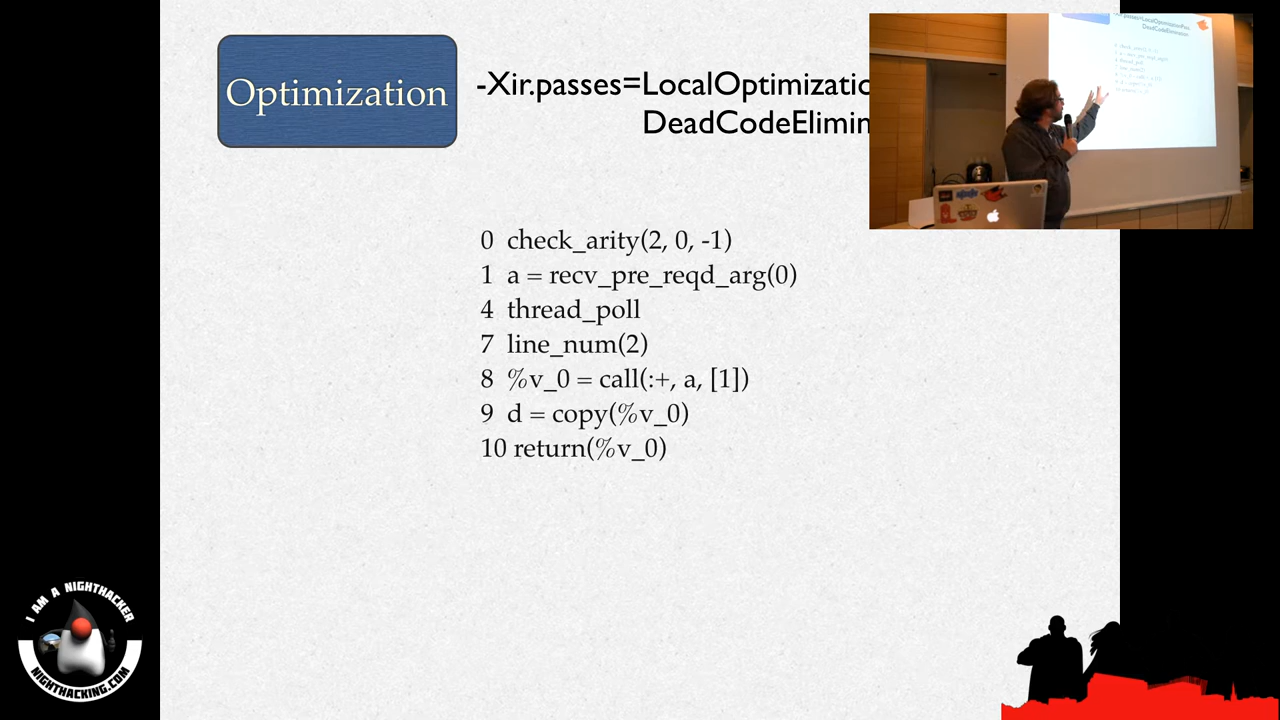 Optimization
-Xir.passes=LocalOptimizatio
DeadCodeElimin
0 check_arity(2, 0, -1)
1 a = recv_pre_reqd_arg(0)
4 thread_poll
7 line_num(2)
8 %v_0 = call(:+, a, [1])
9 d = copy(%v_0)
10 return(%v_0)
I AM A NIGHTHACKER
NIGHTHACKING.COM